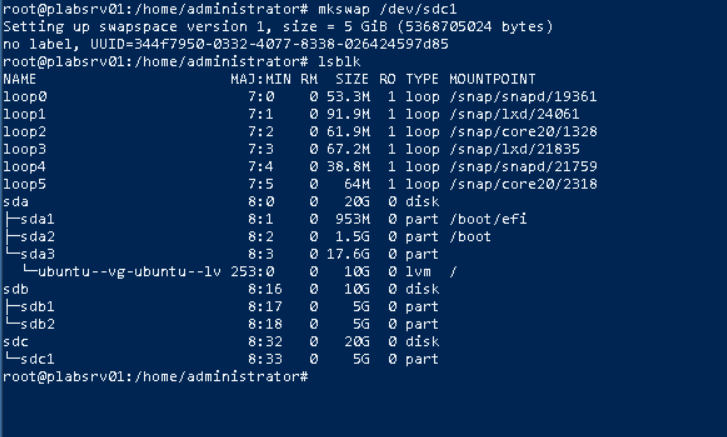 root@plabsrv01:/home/administrator# mkswap /dev/sdc1
Setting up swapspace version 1, size = 5 GiB (5368705024 bytes)
no label, UUID=344f7950-0332-4077-8338-026424597d85
root@plabsrv01:/home/administrator# lsblk
NAME                      MAJ:MIN RM  SIZE RO TYPE MOUNTPOINT
loop0                       7:0    0 53.3M  1 loop /snap/snapd/19361
loop1                       7:1    0 91.9M  1 loop /snap/lxd/24061
loop2                       7:2    0 61.9M  1 loop /snap/core20/1328
loop3                       7:3    0 67.2M  1 loop /snap/lxd/21835
loop4                       7:4    0 38.8M  1 loop /snap/snapd/21759
loop5                       7:5    0   64M  1 loop /snap/core20/2318
sda                         8:0    0   20G  0 disk
├─sda1                      8:1    0  953M  0 part /boot/efi
├─sda2                      8:2    0  1.5G  0 part /boot
└─sda3                      8:3    0 17.6G  0 part
  └─ubuntu--vg-ubuntu--lv 253:0    0   10G  0 lvm  /
sdb                         8:16   0   10G  0 disk
├─sdb1                      8:17   0    5G  0 part
└─sdb2                      8:18   0    5G  0 part
sdc                         8:32   0   20G  0 disk
└─sdc1                      8:33   0    5G  0 part
root@plabsrv01:/home/administrator#